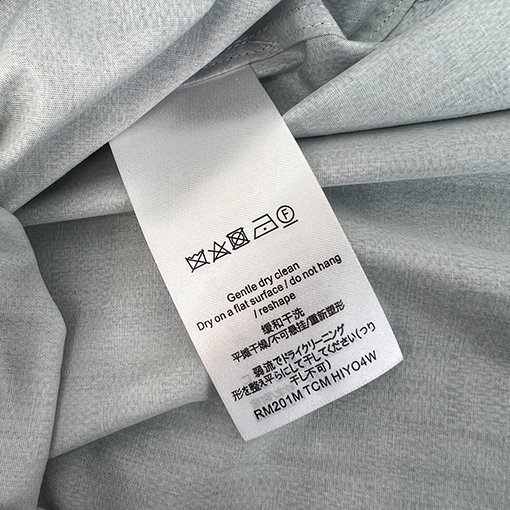 F
Gentle dry clean
Dry on a flat surface / do not hang
/ reshape
缓和干洗
平摊干燥/不可悬挂/重新塑形
弱流でドライクリーニング
形を整え平らにして干してください(つり
干し不可)
RM201M TCM HIYO4W